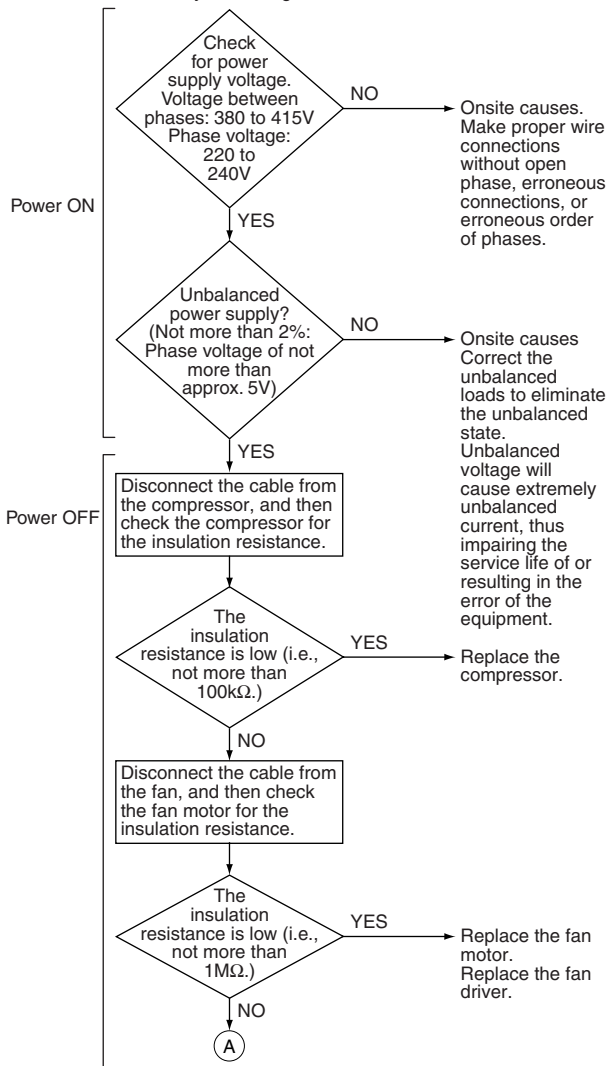 Check
for power
supply voltage.
Voltage between
phases: 380 to 415V
Phase voltage:
220 to
240V
NO
Onsite causes.
Make proper wire
connections
without open
phase, erroneous
connections, or
erroneous order
of phases.
Power ON
YES
Unbalanced
power supply?
(Not more than 2%:
Phase voltage of not
more than
approx. 5V)
NO
Onsite causes
Correct the
unbalanced
loads to eliminate
the unbalanced
state.
Unbalanced
voltage will
cause extremely
unbalanced
current, thus
impairing the
service life of or
resulting in the
error of the
equipment.
YES
Power OFF
Disconnect the cable from
the compressor, and then
check the compressor for
the insulation resistance.
The
insulation
resistance is low (i.e.,
not more than
100kΩ.)
YES
Replace the
compressor.
NO
Disconnect the cable from
the fan, and then check
the fan motor for the
insulation resistance.
The
insulation
resistance is low (i.e.,
not more than
1MΩ.)
YES
Replace the fan
motor.
Replace the fan
driver.
NO
A